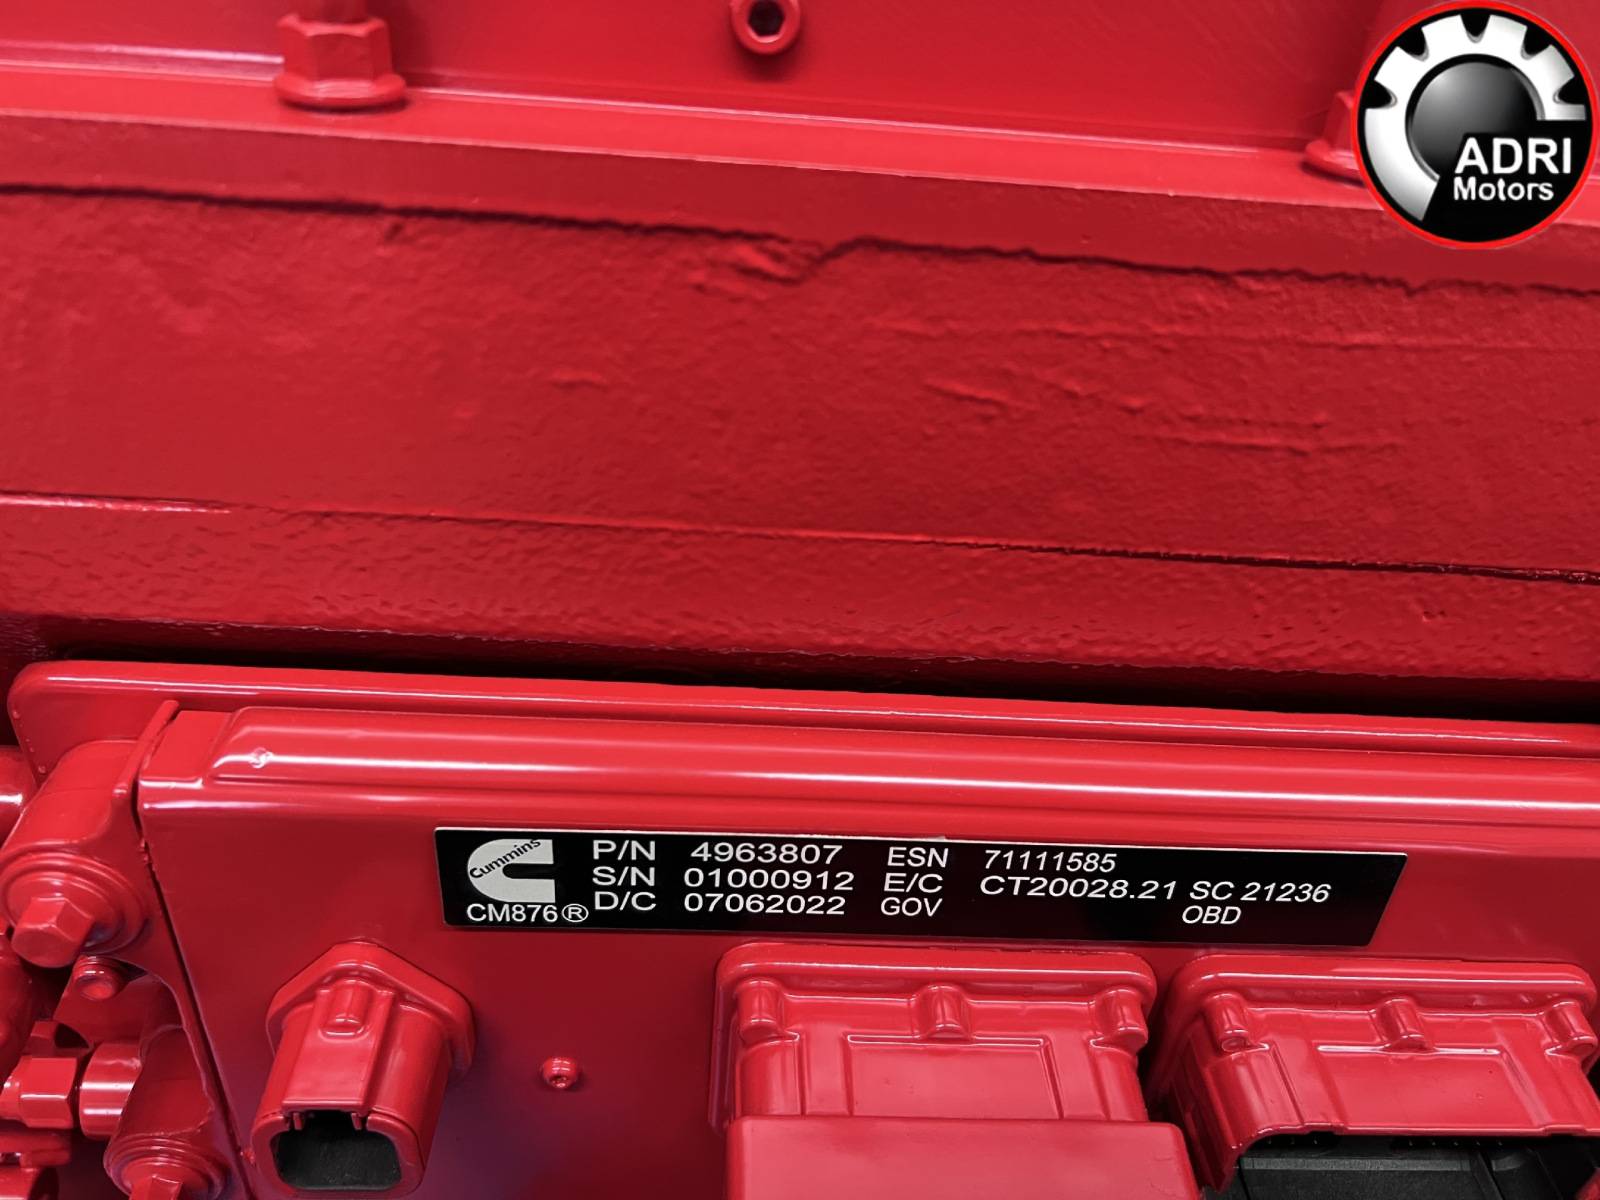 ADRI
Motors
Cummins
CM876®
P/N 4963807 ESN 71111585
S/N 01000912 E/C CT20028.21 SC 21236
D/C 07062022 GOV OBD